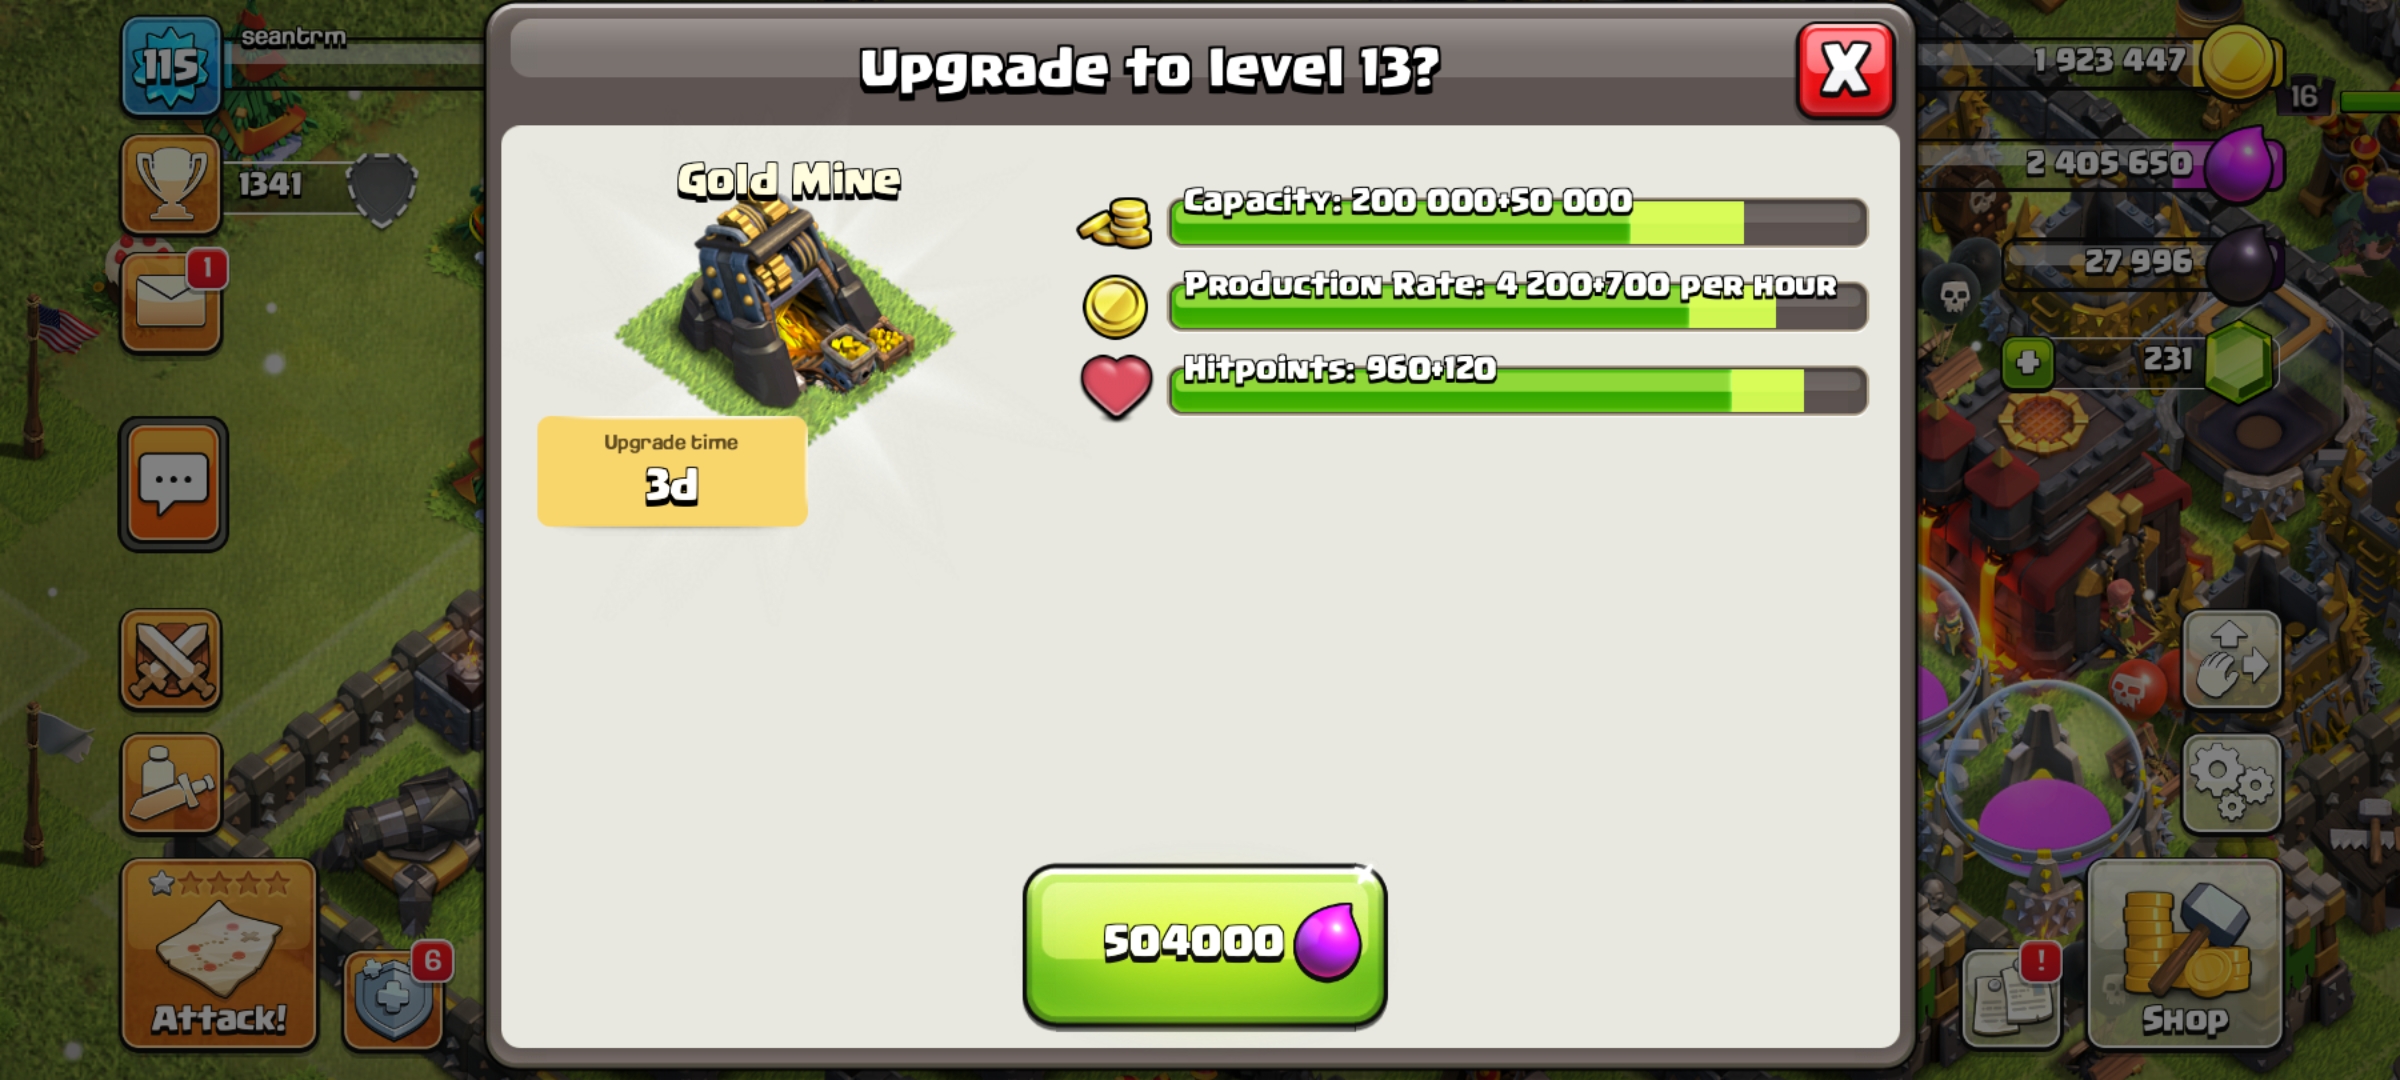 115
seantrm
Upgrade to level 13?
X
1 923 447
16
1341
Gold Mine
Capacity: 200 000+50 000
2 405 650
1
Production Rate: 4 200+700 per hour
27 996
Hitpoints: 960+120
231
Upgrade time
3d
504000
6
!
Attack!
Shop